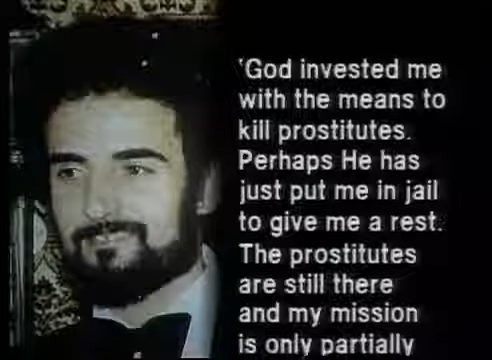 'God invested me
with the means to
kill prostitutes.
Perhaps He has
just put me in jail
to give me a rest.
The prostitutes
are still there
and my mission
is only partially